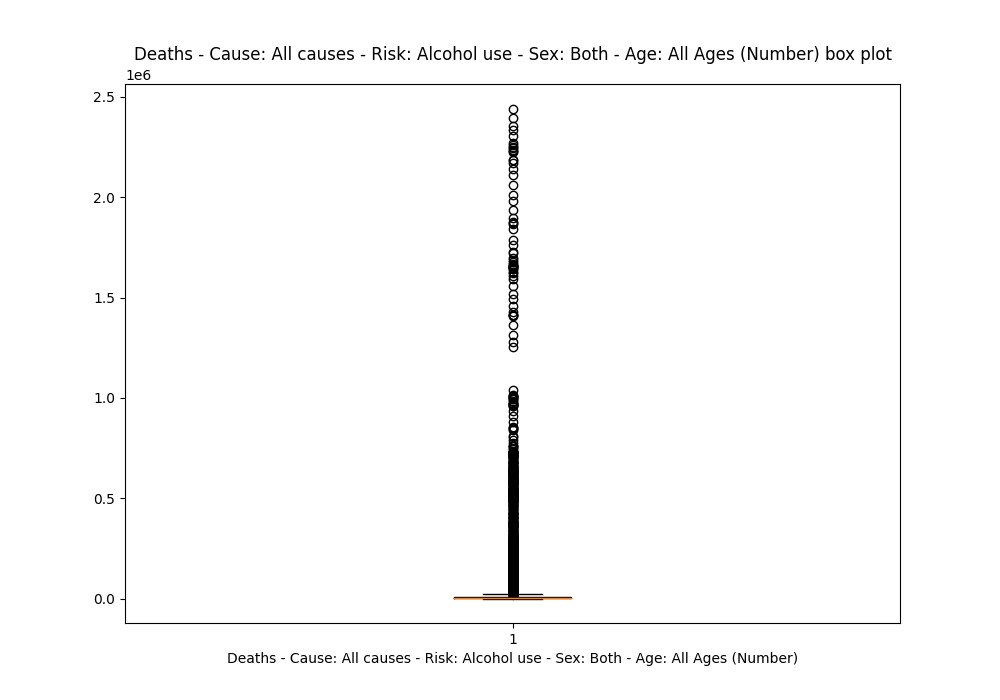 Deaths - Cause: All causes - Risk: Alcohol use - Sex: Both - Age: All Ages (Number) box plot
1e6
2.5
2.0
1.5
1.0
0.5
0.0
1
Deaths - Cause: All causes - Risk: Alcohol use - Sex: Both - Age: All Ages (Number)